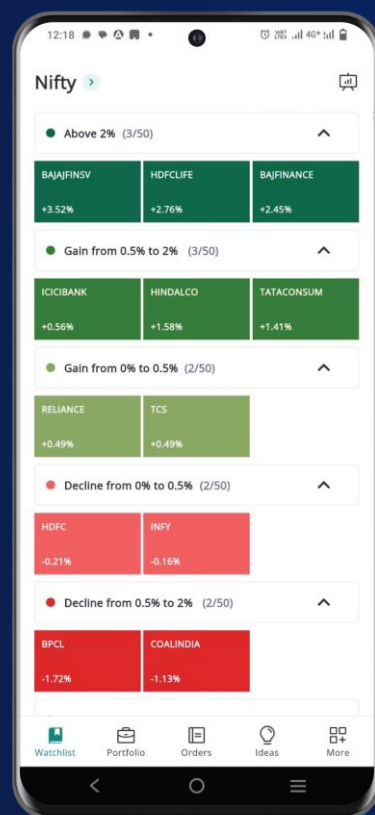 12:18
4G+
Nifty
Above 2% (3/50)
BAJAJFINSV HDFCLIFE BAJFINANCE
+3.52% +2.76% +2.45%
Gain from 0.5% to 2% (3/50)
ICICIBANK HINDALCO TATACONSUM
+0.56% +1.58% +1.41%
Gain from 0% to 0.5% (2/50)
RELIANCE TCS
+0.49% +0.49%
Decline from 0% to 0.5% (2/50)
HDFC INFY
-0.21% -0.16%
Decline from 0.5% to 2% (2/50)
BPCL COALINDIA
-1.72% -1.13%
Watchlist Portfolio Orders Ideas More